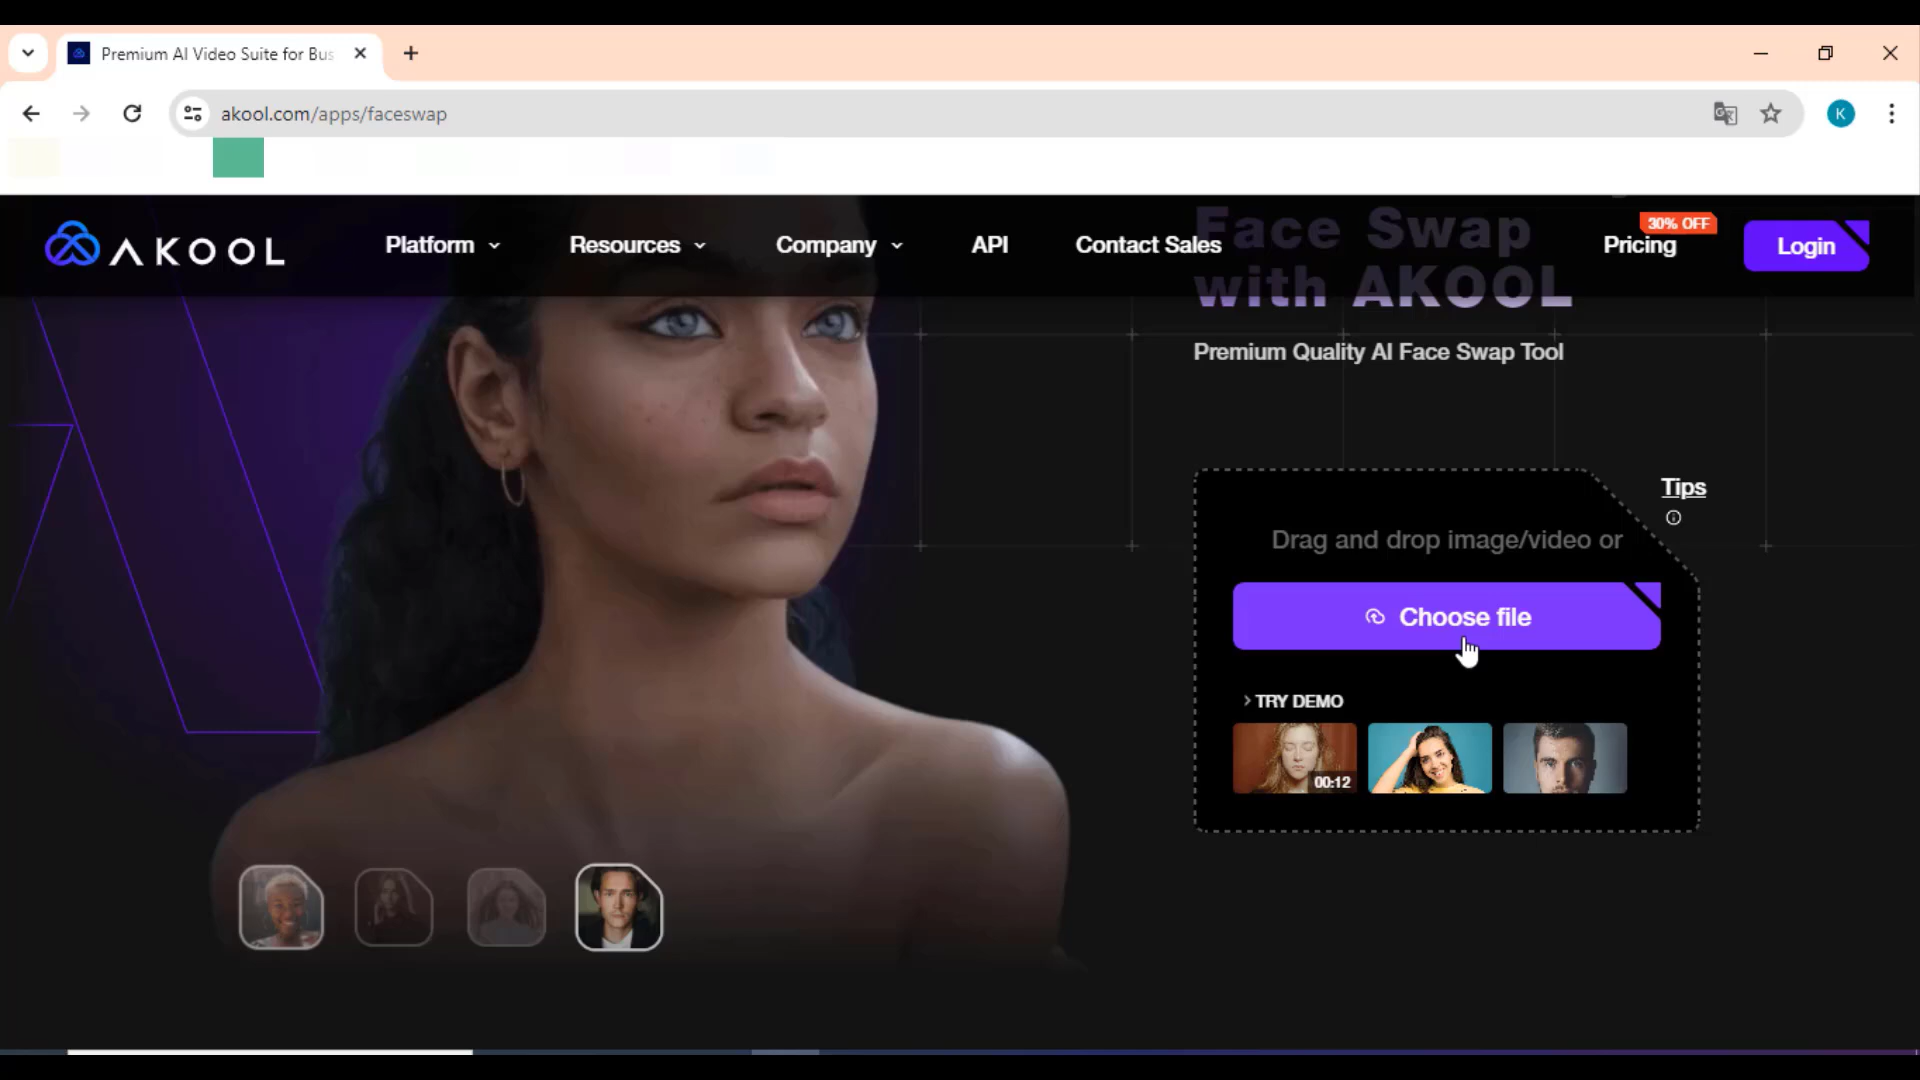 Premium AI Video Suite for Bus
akool.com/apps/faceswap
K
AKOOL
Platform
Resources
Company
API
Contact Sales
30% OFF
Pricing
Login
Face Swap
with AKOOL
Premium Quality AI Face Swap Tool
Tips
Drag and drop image/video or
Choose file
> TRY DEMO
00:12